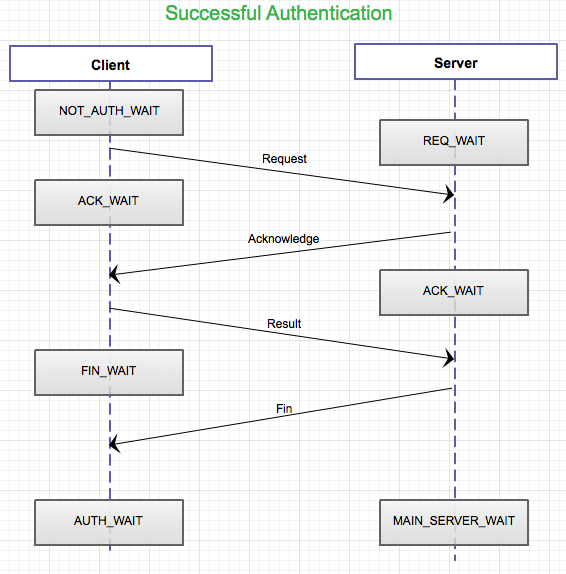 Successful Authentication
Client
Server
NOT_AUTH_WAIT
REQ_WAIT
Request
ACK_WAIT
Acknowledge
ACK_WAIT
Result
FIN_WAIT
Fin
AUTH_WAIT
MAIN_SERVER_WAIT